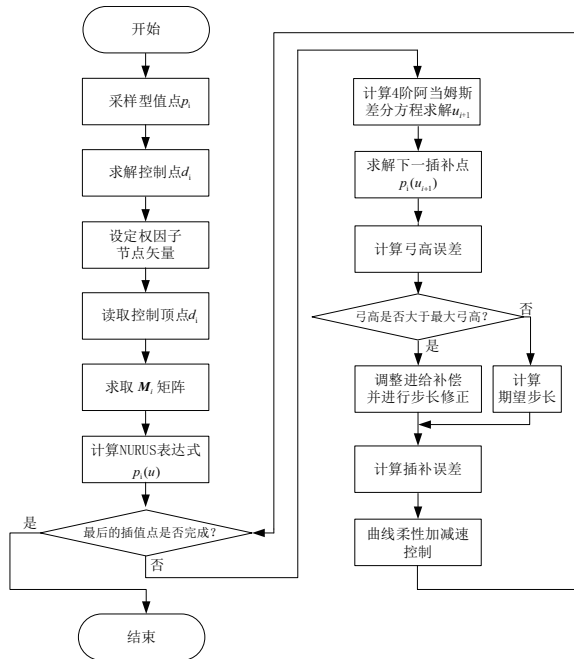 开始
采样型值点pi
求解控制点di
设定权因子
节点矢量
读取控制顶点di
求取 Mi 矩阵
计算NURUS表达式
pi(u)
最后的插值点是否完成?
是
否
结束
计算4阶阿当姆斯
差分方程求解ui+1
求解下一插补点
pi(ui+1)
计算弓高误差
弓高是否大于最大弓高?
否
是
调整进给补偿
并进行步长修正
计算
期望步长
计算插补误差
曲线柔性加减速
控制